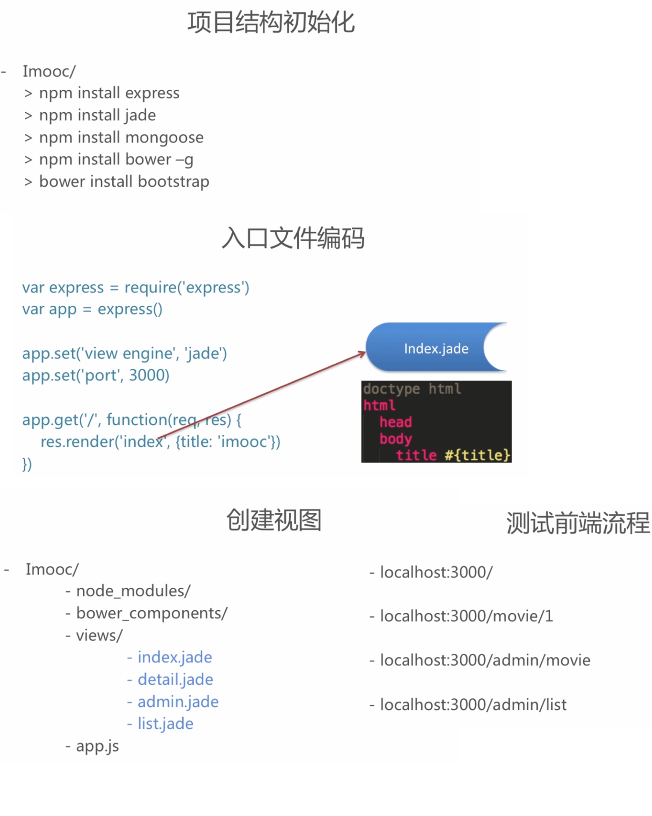 项目结构初始化
- Imooc/
> npm install express
> npm install jade
> npm install mongoose
> npm install bower –g
> bower install bootstrap
入口文件编码
var express = require('express')
var app = express()
app.set('view engine', 'jade')
app.set('port', 3000)
app.get('/', function(req, res) {
res.render('index', {title: 'imooc'})
})
Index.jade
doctype html
html
head
body
title #{title}
创建视图
- Imooc/
- node_modules/
- bower_components/
- views/
- index.jade
- detail.jade
- admin.jade
- list.jade
- app.js
测试前端流程
- localhost:3000/
- localhost:3000/movie/1
- localhost:3000/admin/movie
- localhost:3000/admin/list